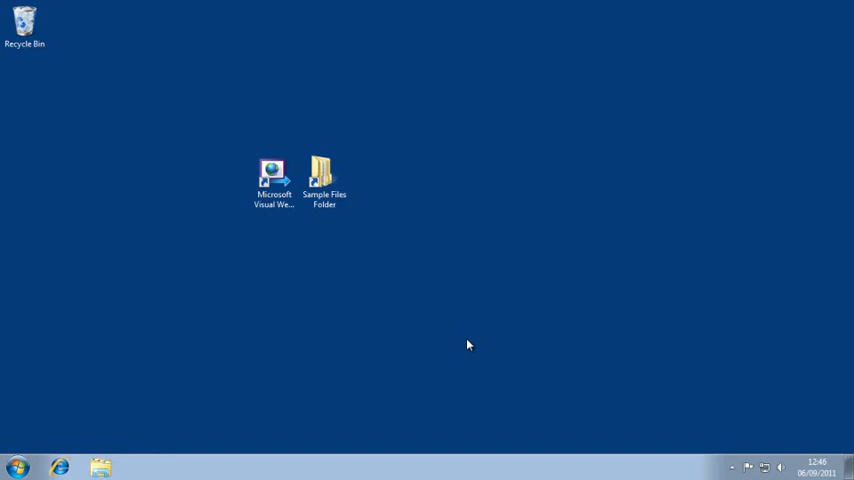 Recycle Bin
Microsoft
Visual We...
Sample Files
Folder
12:46
06/09/2011